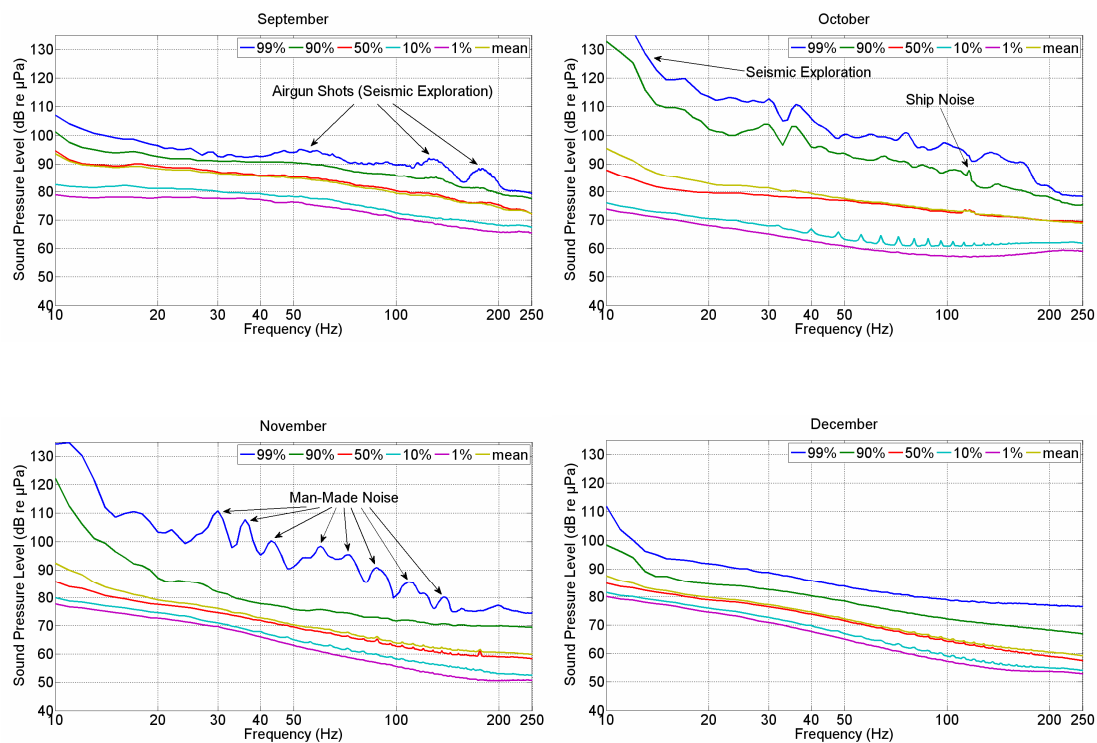 September
99% 90% 50% 10% 1% mean
Airgun Shots (Seismic Exploration)
Sound Pressure Level (dB re µPa)
130
120
110
100
90
80
70
60
50
40
10 20 30 40 50 100 200 250
Frequency (Hz)
October
99% 90% 50% 10% 1% mean
Seismic Exploration
Ship Noise
Sound Pressure Level (dB re µPa)
130
120
110
100
90
80
70
60
50
40
10 20 30 40 50 100 200 250
Frequency (Hz)
November
99% 90% 50% 10% 1% mean
Man-Made Noise
Sound Pressure Level (dB re µPa)
130
120
110
100
90
80
70
60
50
40
10 20 30 40 50 100 200 250
Frequency (Hz)
December
99% 90% 50% 10% 1% mean
Sound Pressure Level (dB re µPa)
130
120
110
100
90
80
70
60
50
40
10 20 30 40 50 100 200 250
Frequency (Hz)